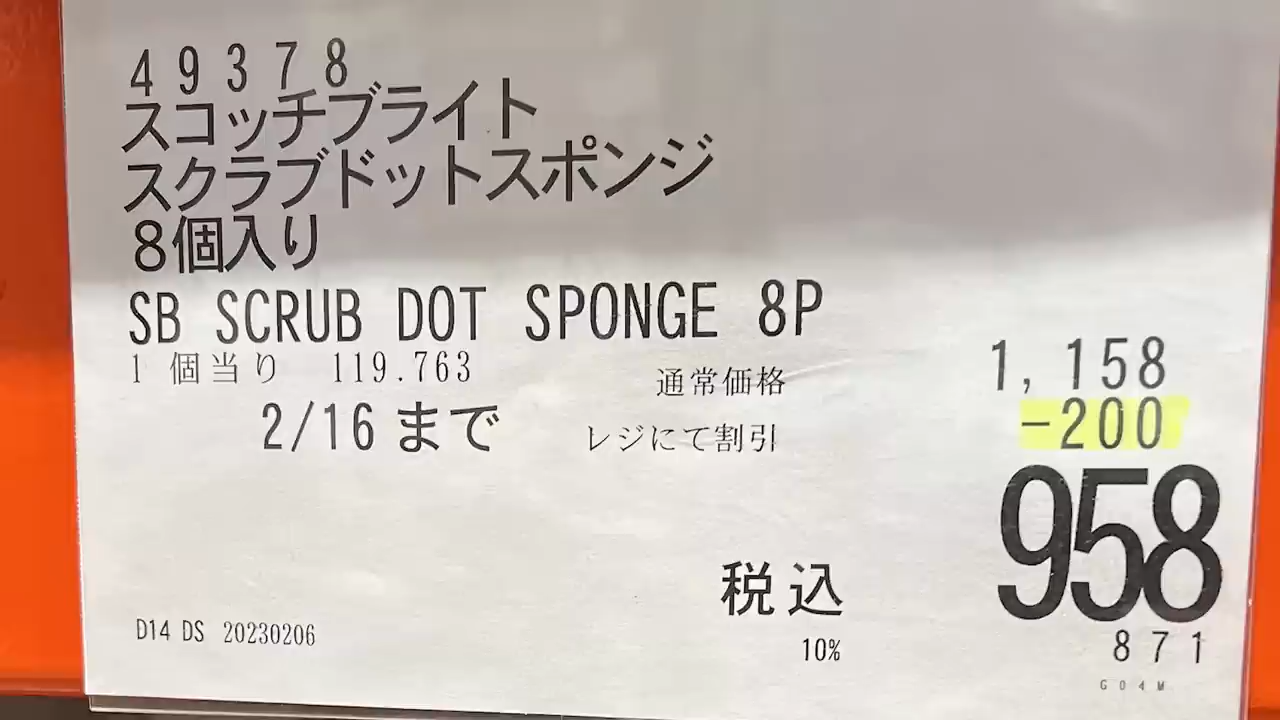 49378
スコッチブライト
スクラブドットスポンジ
8個入り
SB SCRUB DOT SPONGE 8P
1個当り 119.763
通常価格 1,158
2/16まで レジにて割引 -200
958
税込
10% 871
D14 DS 20230206
G04M